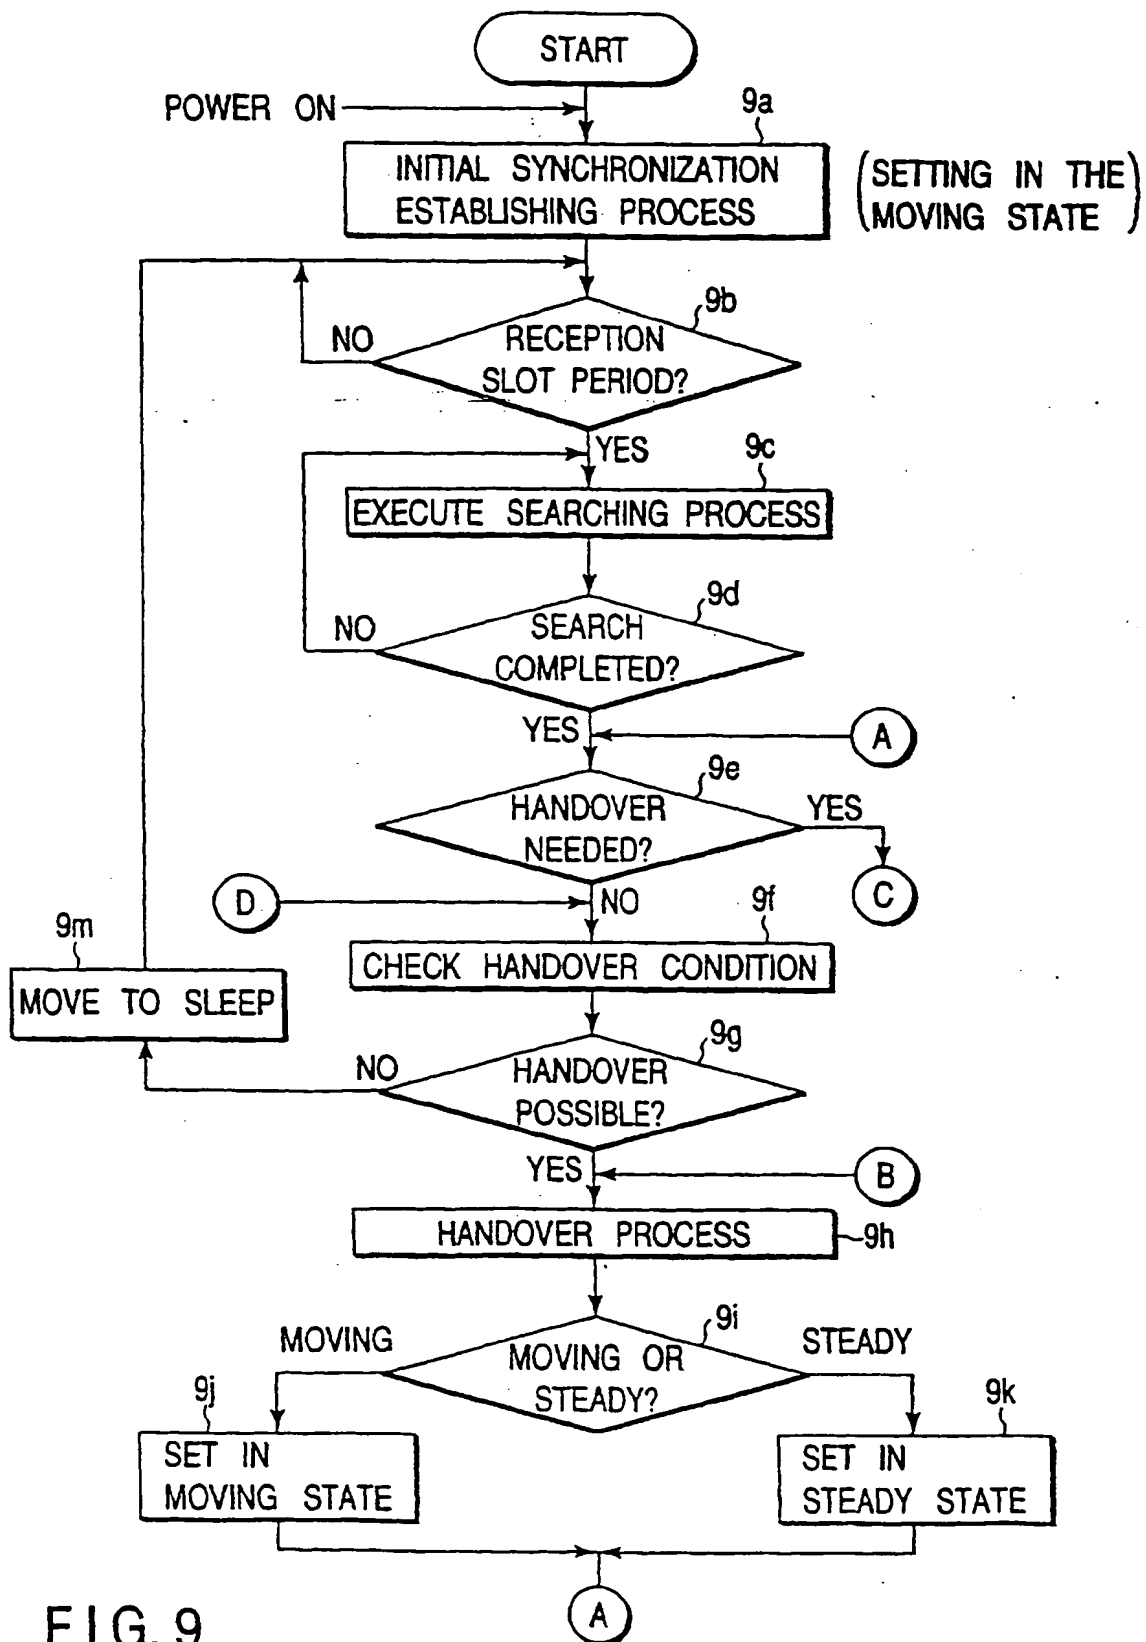 START
POWER ON
9a
INITIAL SYNCHRONIZATION
ESTABLISHING PROCESS
(SETTING IN THE
MOVING STATE)
9b
NO
RECEPTION
SLOT PERIOD?
YES
9c
EXECUTE SEARCHING PROCESS
9d
NO
SEARCH
COMPLETED?
YES
A
9e
HANDOVER
NEEDED?
YES
C
D
NO
9f
9m
CHECK HANDOVER CONDITION
MOVE TO SLEEP
9g
NO
HANDOVER
POSSIBLE?
YES
B
HANDOVER PROCESS
9h
9i
MOVING
STEADY
MOVING OR
STEADY?
9j
9k
SET IN
MOVING STATE
SET IN
STEADY STATE
A
FIG. 9